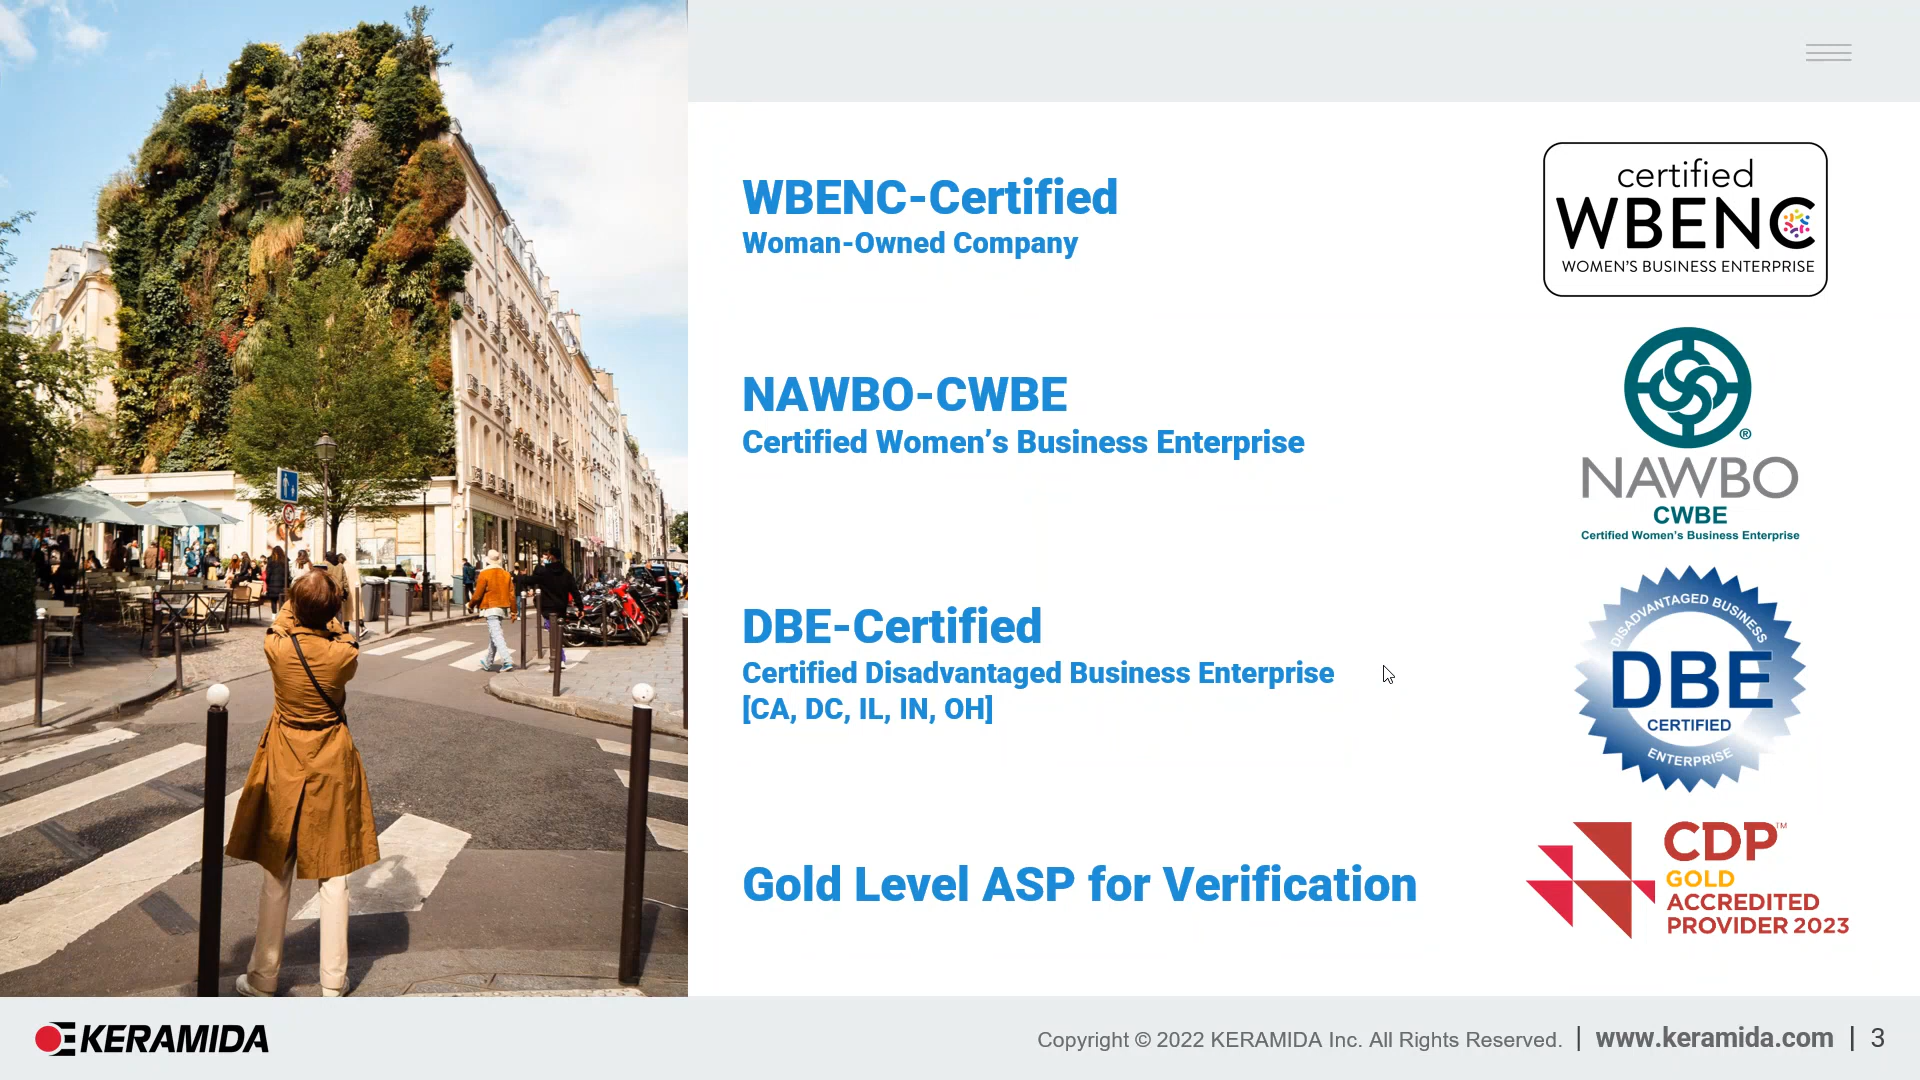 WBENC-Certified
Woman-Owned Company
certified
WBENC
WOMEN'S BUSINESS ENTERPRISE
NAWBO-CWBE
Certified Women's Business Enterprise
®
NAWBO
CWBE
Certified Women's Business Enterprise
DBE-Certified
Certified Disadvantaged Business Enterprise
[CA, DC, IL, IN, OH]
DISADVANTAGED BUSINESS
DBE
CERTIFIED
ENTERPRISE
Gold Level ASP for Verification
CDP™
GOLD
ACCREDITED
PROVIDER 2023
KERAMIDA
Copyright © 2022 KERAMIDA Inc. All Rights Reserved. | www.keramida.com | 3